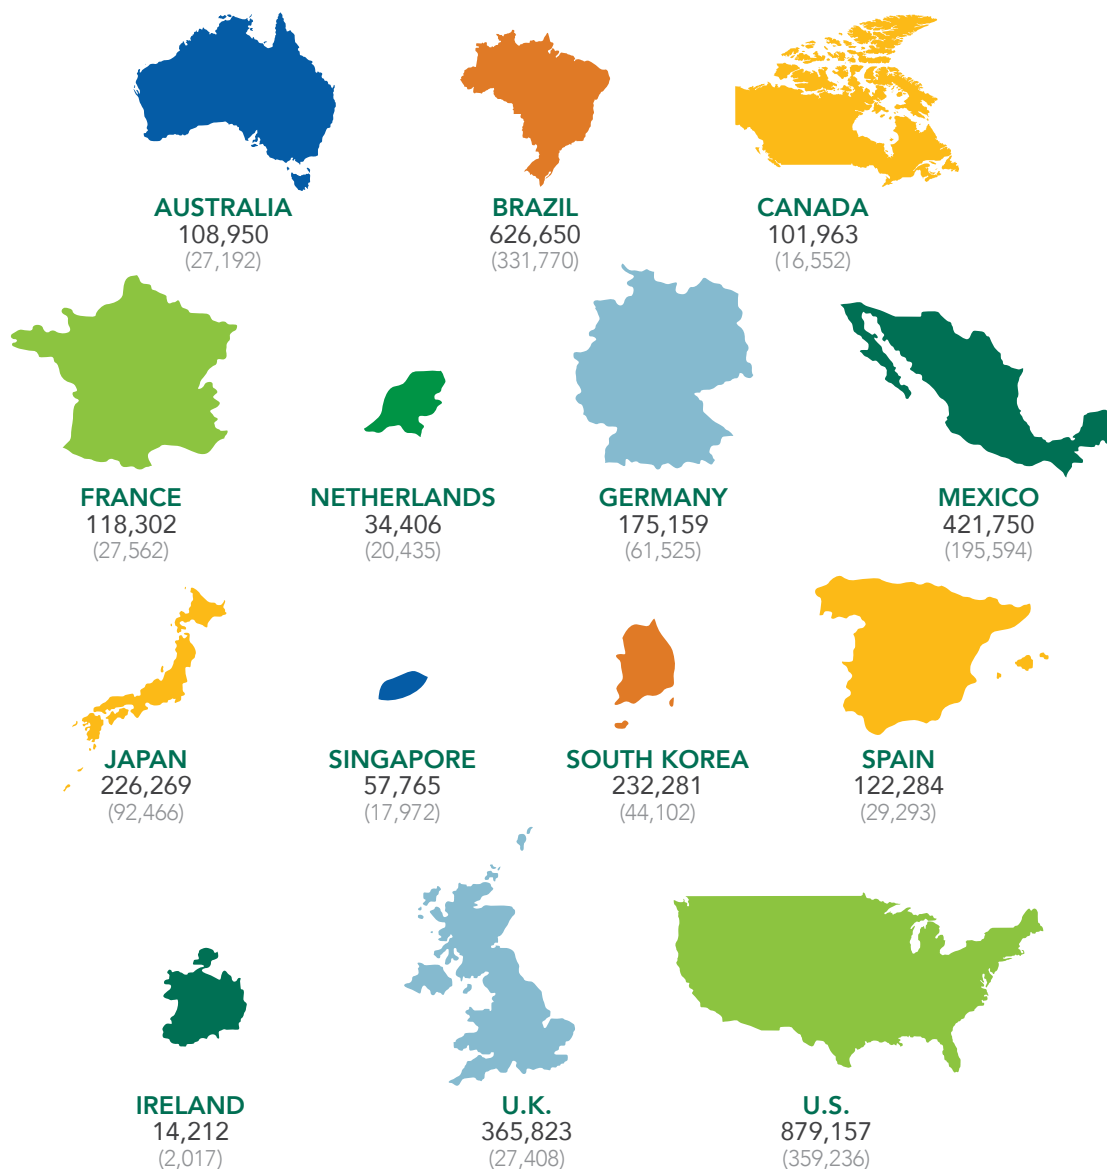 AUSTRALIA
108,950
(27,192)
BRAZIL
626,650
(331,770)
CANADA
101,963
(16,552)
FRANCE
118,302
(27,562)
NETHERLANDS
34,406
(20,435)
GERMANY
175,159
(61,525)
MEXICO
421,750
(195,594)
JAPAN
226,269
(92,466)
SINGAPORE
57,765
(17,972)
SOUTH KOREA
232,281
(44,102)
SPAIN
122,284
(29,293)
IRELAND
14,212
(2,017)
U.K.
365,823
(27,408)
U.S.
879,157
(359,236)